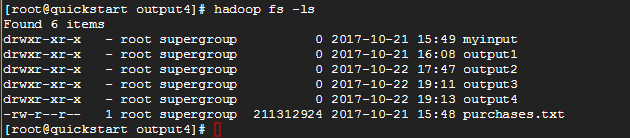 [root@quickstart output4]# hadoop fs -ls
Found 6 items
drwxr-xr-x   - root supergroup          0 2017-10-21 15:49 myinput
drwxr-xr-x   - root supergroup          0 2017-10-21 16:08 output1
drwxr-xr-x   - root supergroup          0 2017-10-22 17:47 output2
drwxr-xr-x   - root supergroup          0 2017-10-22 19:11 output3
drwxr-xr-x   - root supergroup          0 2017-10-22 19:13 output4
-rw-r--r--   1 root supergroup  211312924 2017-10-21 15:48 purchases.txt
[root@quickstart output4]#